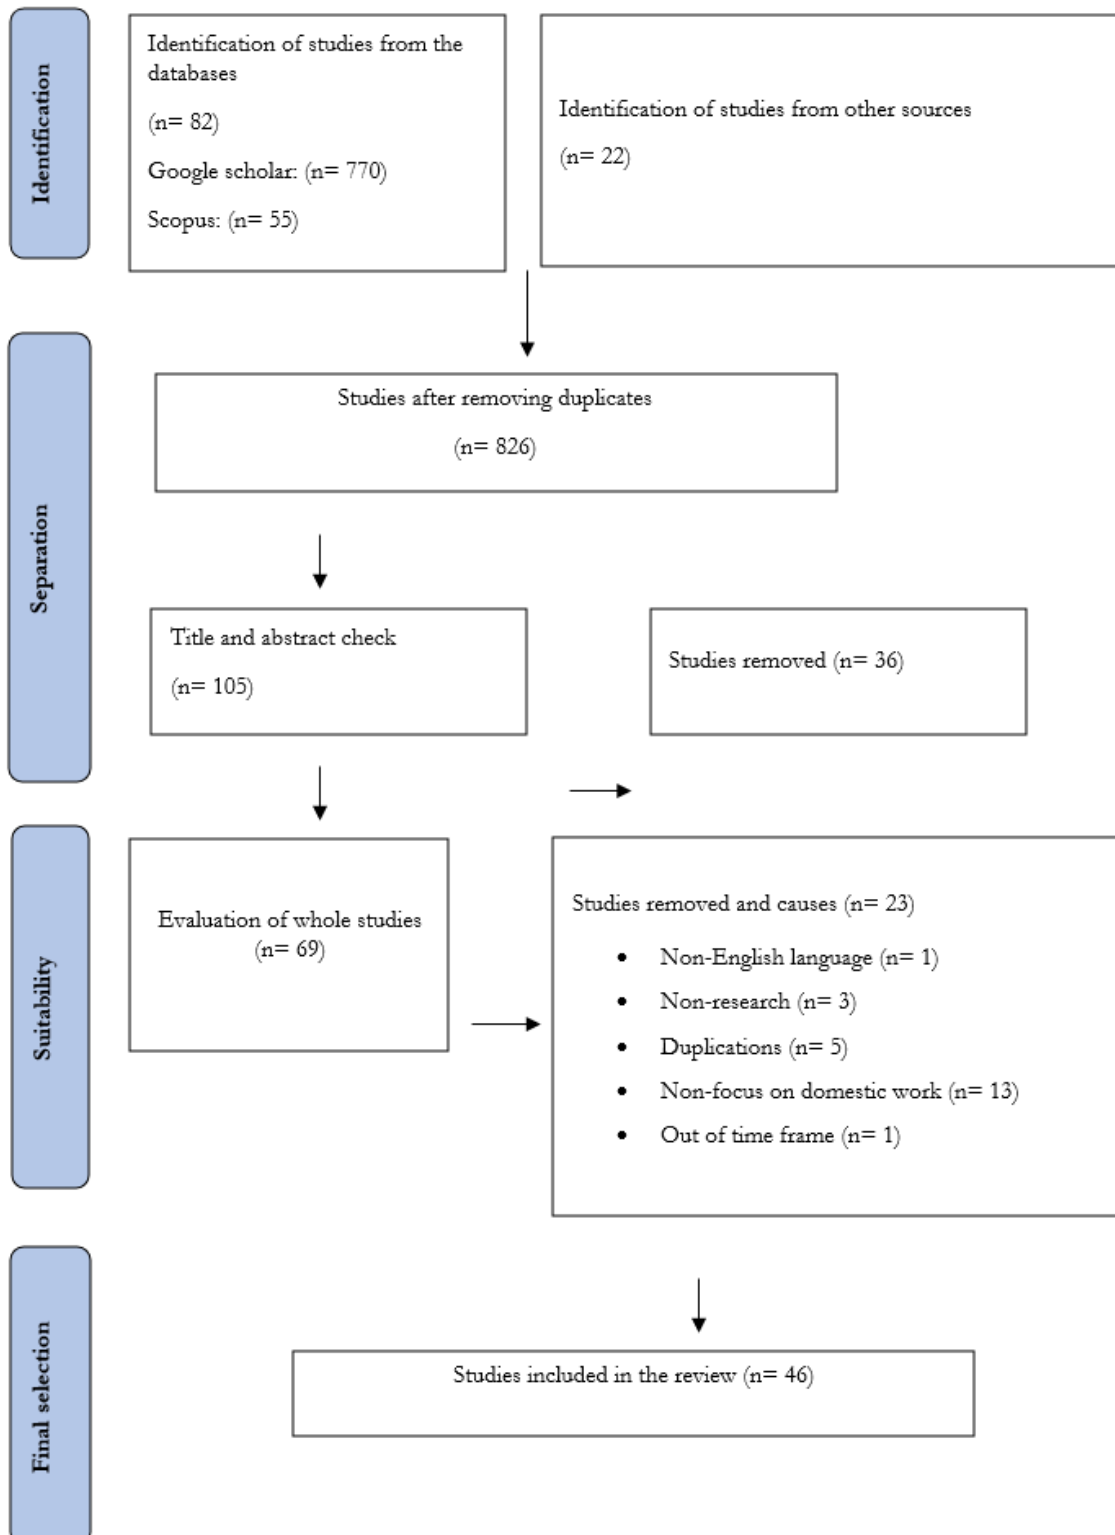 Identification
Identification of studies from the
databases
(n= 82)
Google scholar: (n= 770)
Scopus: (n= 55)
Identification of studies from other sources
(n= 22)
Separation
Studies after removing duplicates
(n= 826)
Title and abstract check
(n= 105)
Studies removed (n= 36)
Suitability
Evaluation of whole studies
(n= 69)
Studies removed and causes (n= 23)
• Non-English language (n= 1)
• Non-research (n= 3)
• Duplications (n= 5)
• Non-focus on domestic work (n= 13)
• Out of time frame (n= 1)
Final selection
Studies included in the review (n= 46)